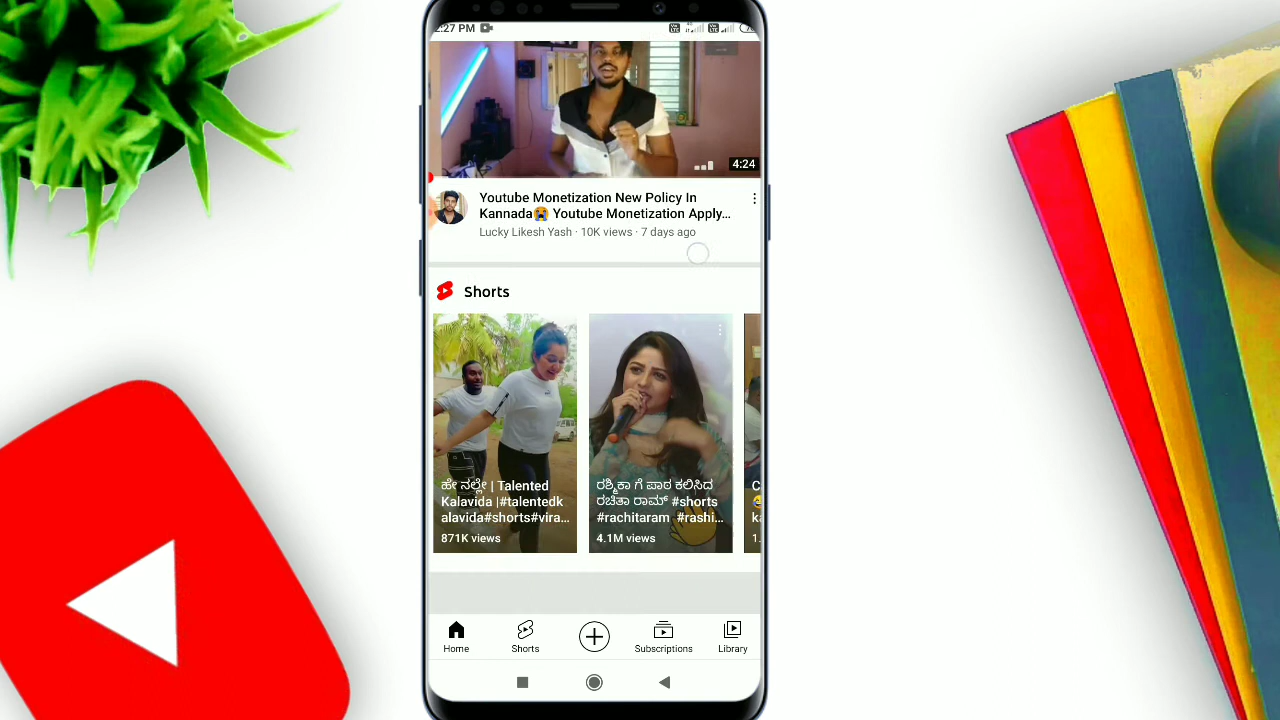 2:27 PM
4:24
Youtube Monetization New Policy In
Kannada😭 Youtube Monetization Apply...
Lucky Likesh Yash · 10K views · 7 days ago
Shorts
ಹೇ ನಲ್ಲೇ | Talented
Kalavida |#talentedk
alavida#shorts#vira...
871K views
ರಶ್ಮಿಕಾ ಗೆ ಪಾಠ ಕಲಿಸಿದ
ರಚಿತಾ ರಾಮ್ #shorts
#rachitaram #rashi...
4.1M views
Home
Shorts
Subscriptions
Library